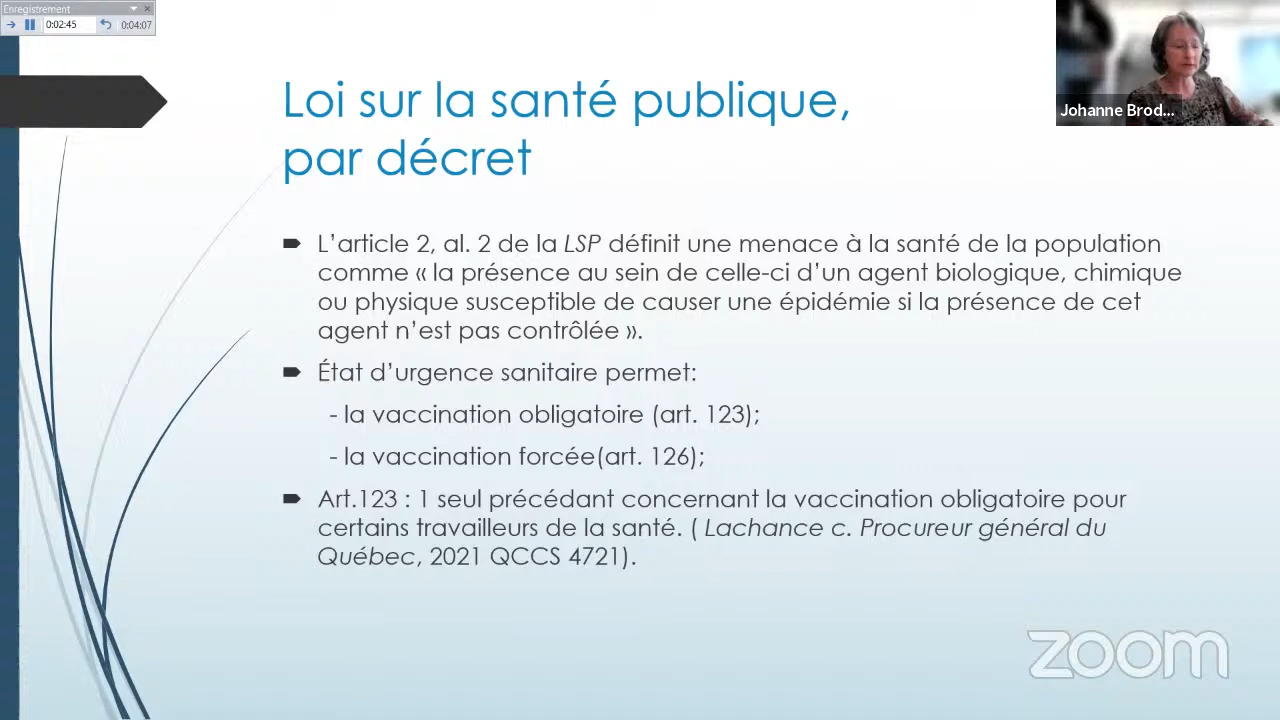 Enregistrement
0:02:45
0:04:07
Johanne Brod...
Loi sur la santé publique,
par décret
L’article 2, al. 2 de la LSP définit une menace à la santé de la population
comme « la présence au sein de celle-ci d’un agent biologique, chimique
ou physique susceptible de causer une épidémie si la présence de cet
agent n’est pas contrôlée ».
État d’urgence sanitaire permet:
- la vaccination obligatoire (art. 123);
- la vaccination forcée(art. 126);
Art.123 : 1 seul précédant concernant la vaccination obligatoire pour
certains travailleurs de la santé. ( Lachance c. Procureur général du
Québec, 2021 QCCS 4721).
zoom